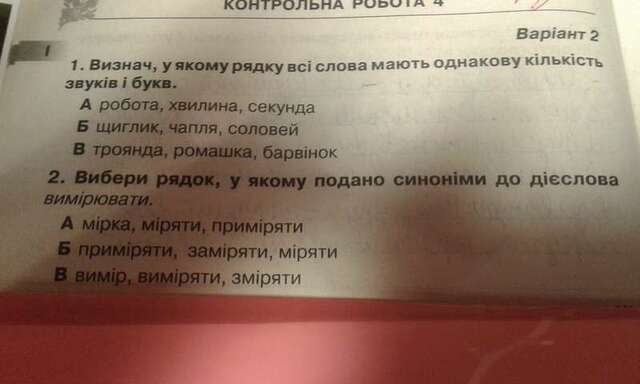 КОНТРОЛЬНА РОБОТА 4
Варіант 2
І
1. Визнач, у якому рядку всі слова мають однакову кількість
звуків і букв.
А робота, хвилина, секунда
Б щиглик, чапля, соловей
В троянда, ромашка, барвінок
2. Вибери рядок, у якому подано синоніми до дієслова
вимірювати.
А мірка, міряти, приміряти
Б приміряти, заміряти, міряти
В вимір, виміряти, зміряти